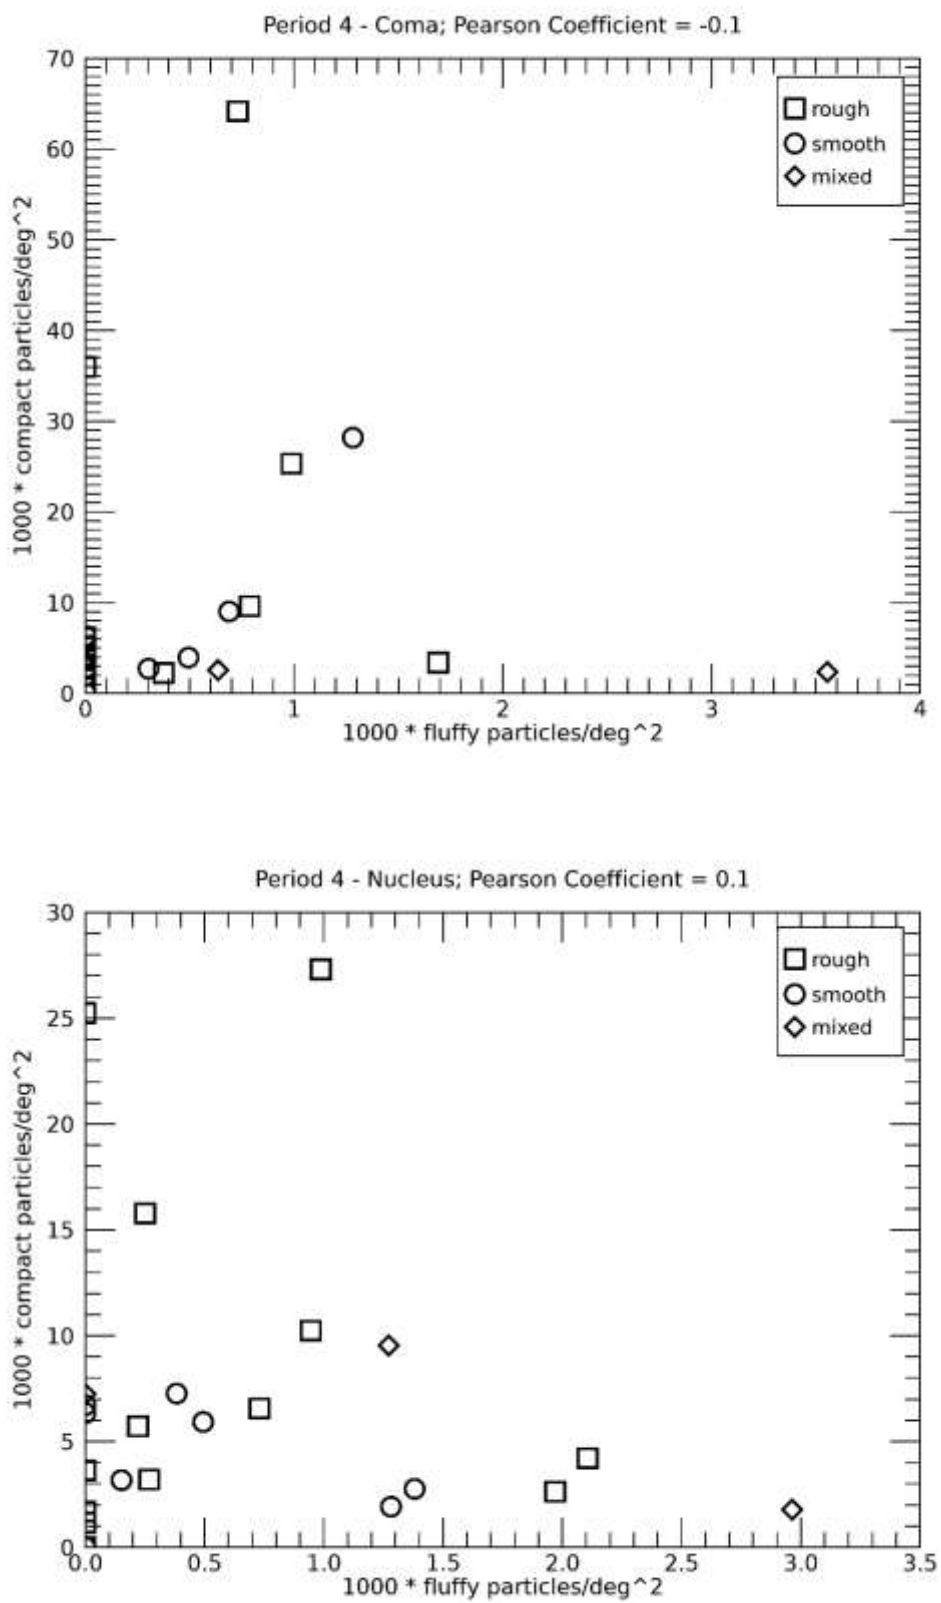 Period 4 - Coma; Pearson Coefficient = -0.1
70
60
50
40
30
20
10
0
1000 * compact particles/deg^2
rough
smooth
mixed
0 1 2 3 4
1000 * fluffy particles/deg^2
Period 4 - Nucleus; Pearson Coefficient = 0.1
30
25
20
15
10
5
0
1000 * compact particles/deg^2
rough
smooth
mixed
0.0 0.5 1.0 1.5 2.0 2.5 3.0 3.5
1000 * fluffy particles/deg^2